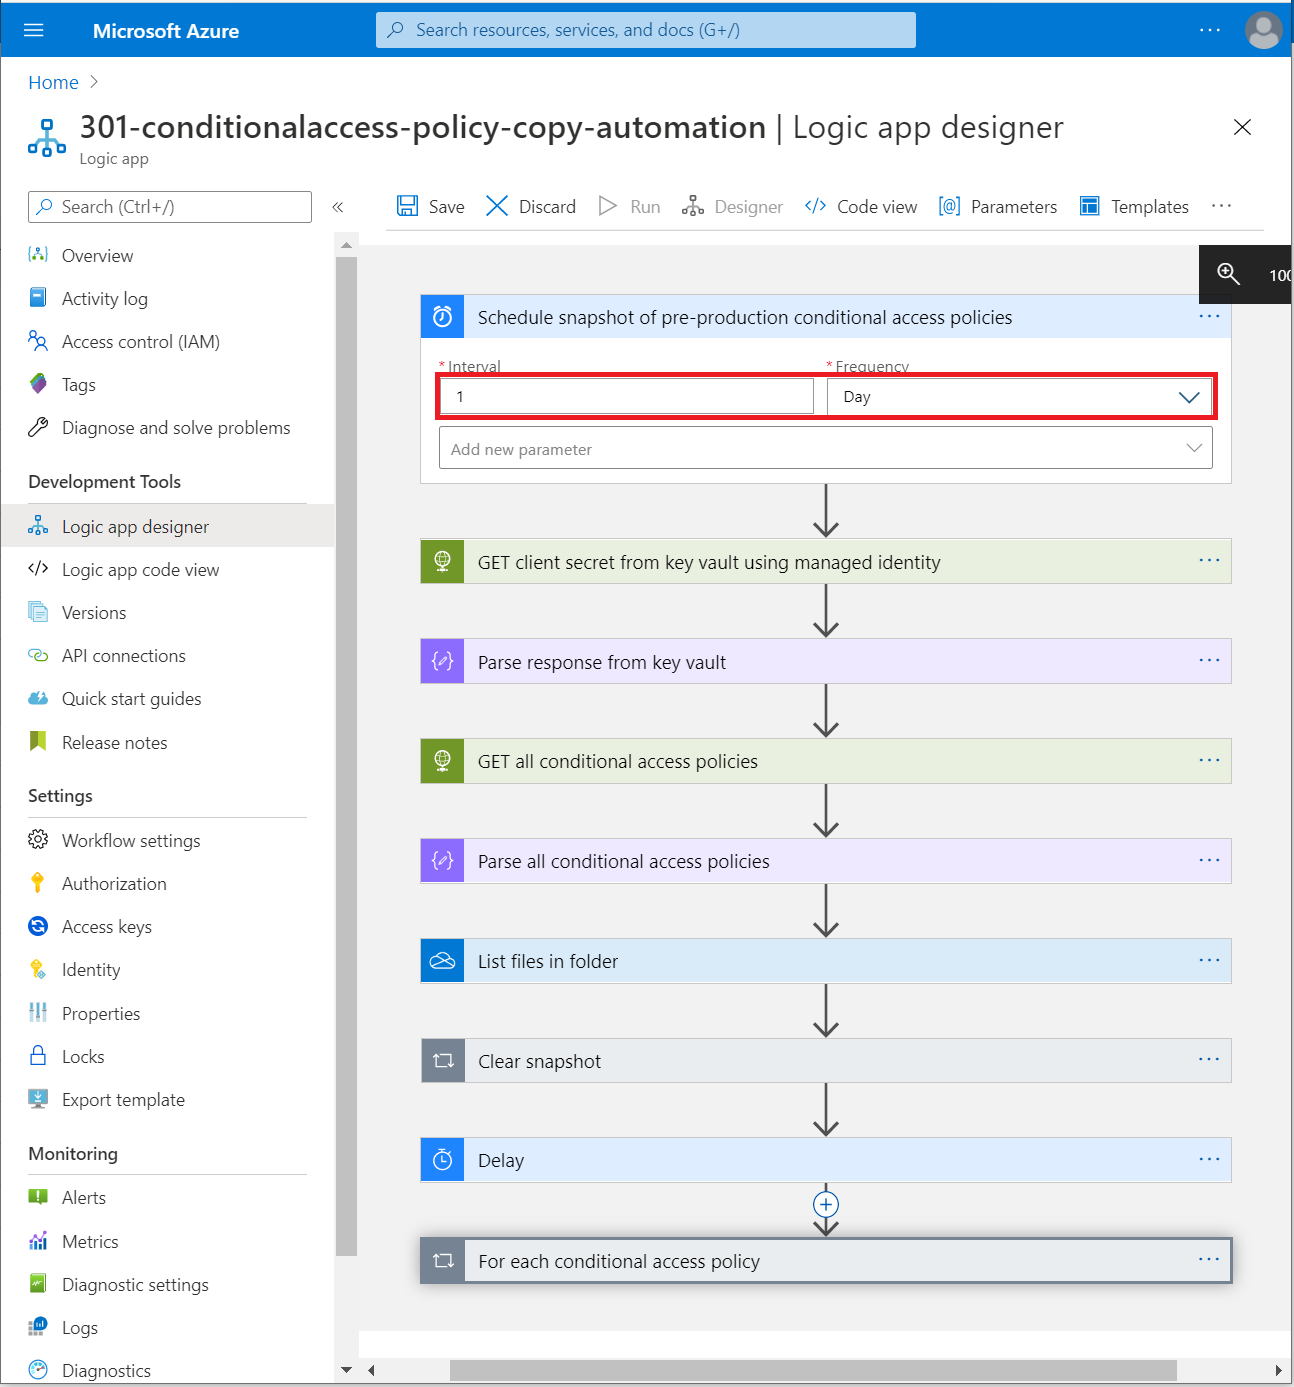 Microsoft Azure
Search resources, services, and docs (G+/)
Home
301-conditionalaccess-policy-copy-automation | Logic app designer
Logic app
Search (Ctrl+/)
Save
Discard
Run
Designer
Code view
Parameters
Templates
Overview
Activity log
Access control (IAM)
Tags
Diagnose and solve problems
Development Tools
Logic app designer
Logic app code view
Versions
API connections
Quick start guides
Release notes
Settings
Workflow settings
Authorization
Access keys
Identity
Properties
Locks
Export template
Monitoring
Alerts
Metrics
Diagnostic settings
Logs
Diagnostics
100
Schedule snapshot of pre-production conditional access policies
* Interval
* Frequency
1
Day
Add new parameter
GET client secret from key vault using managed identity
Parse response from key vault
GET all conditional access policies
Parse all conditional access policies
List files in folder
Clear snapshot
Delay
For each conditional access policy